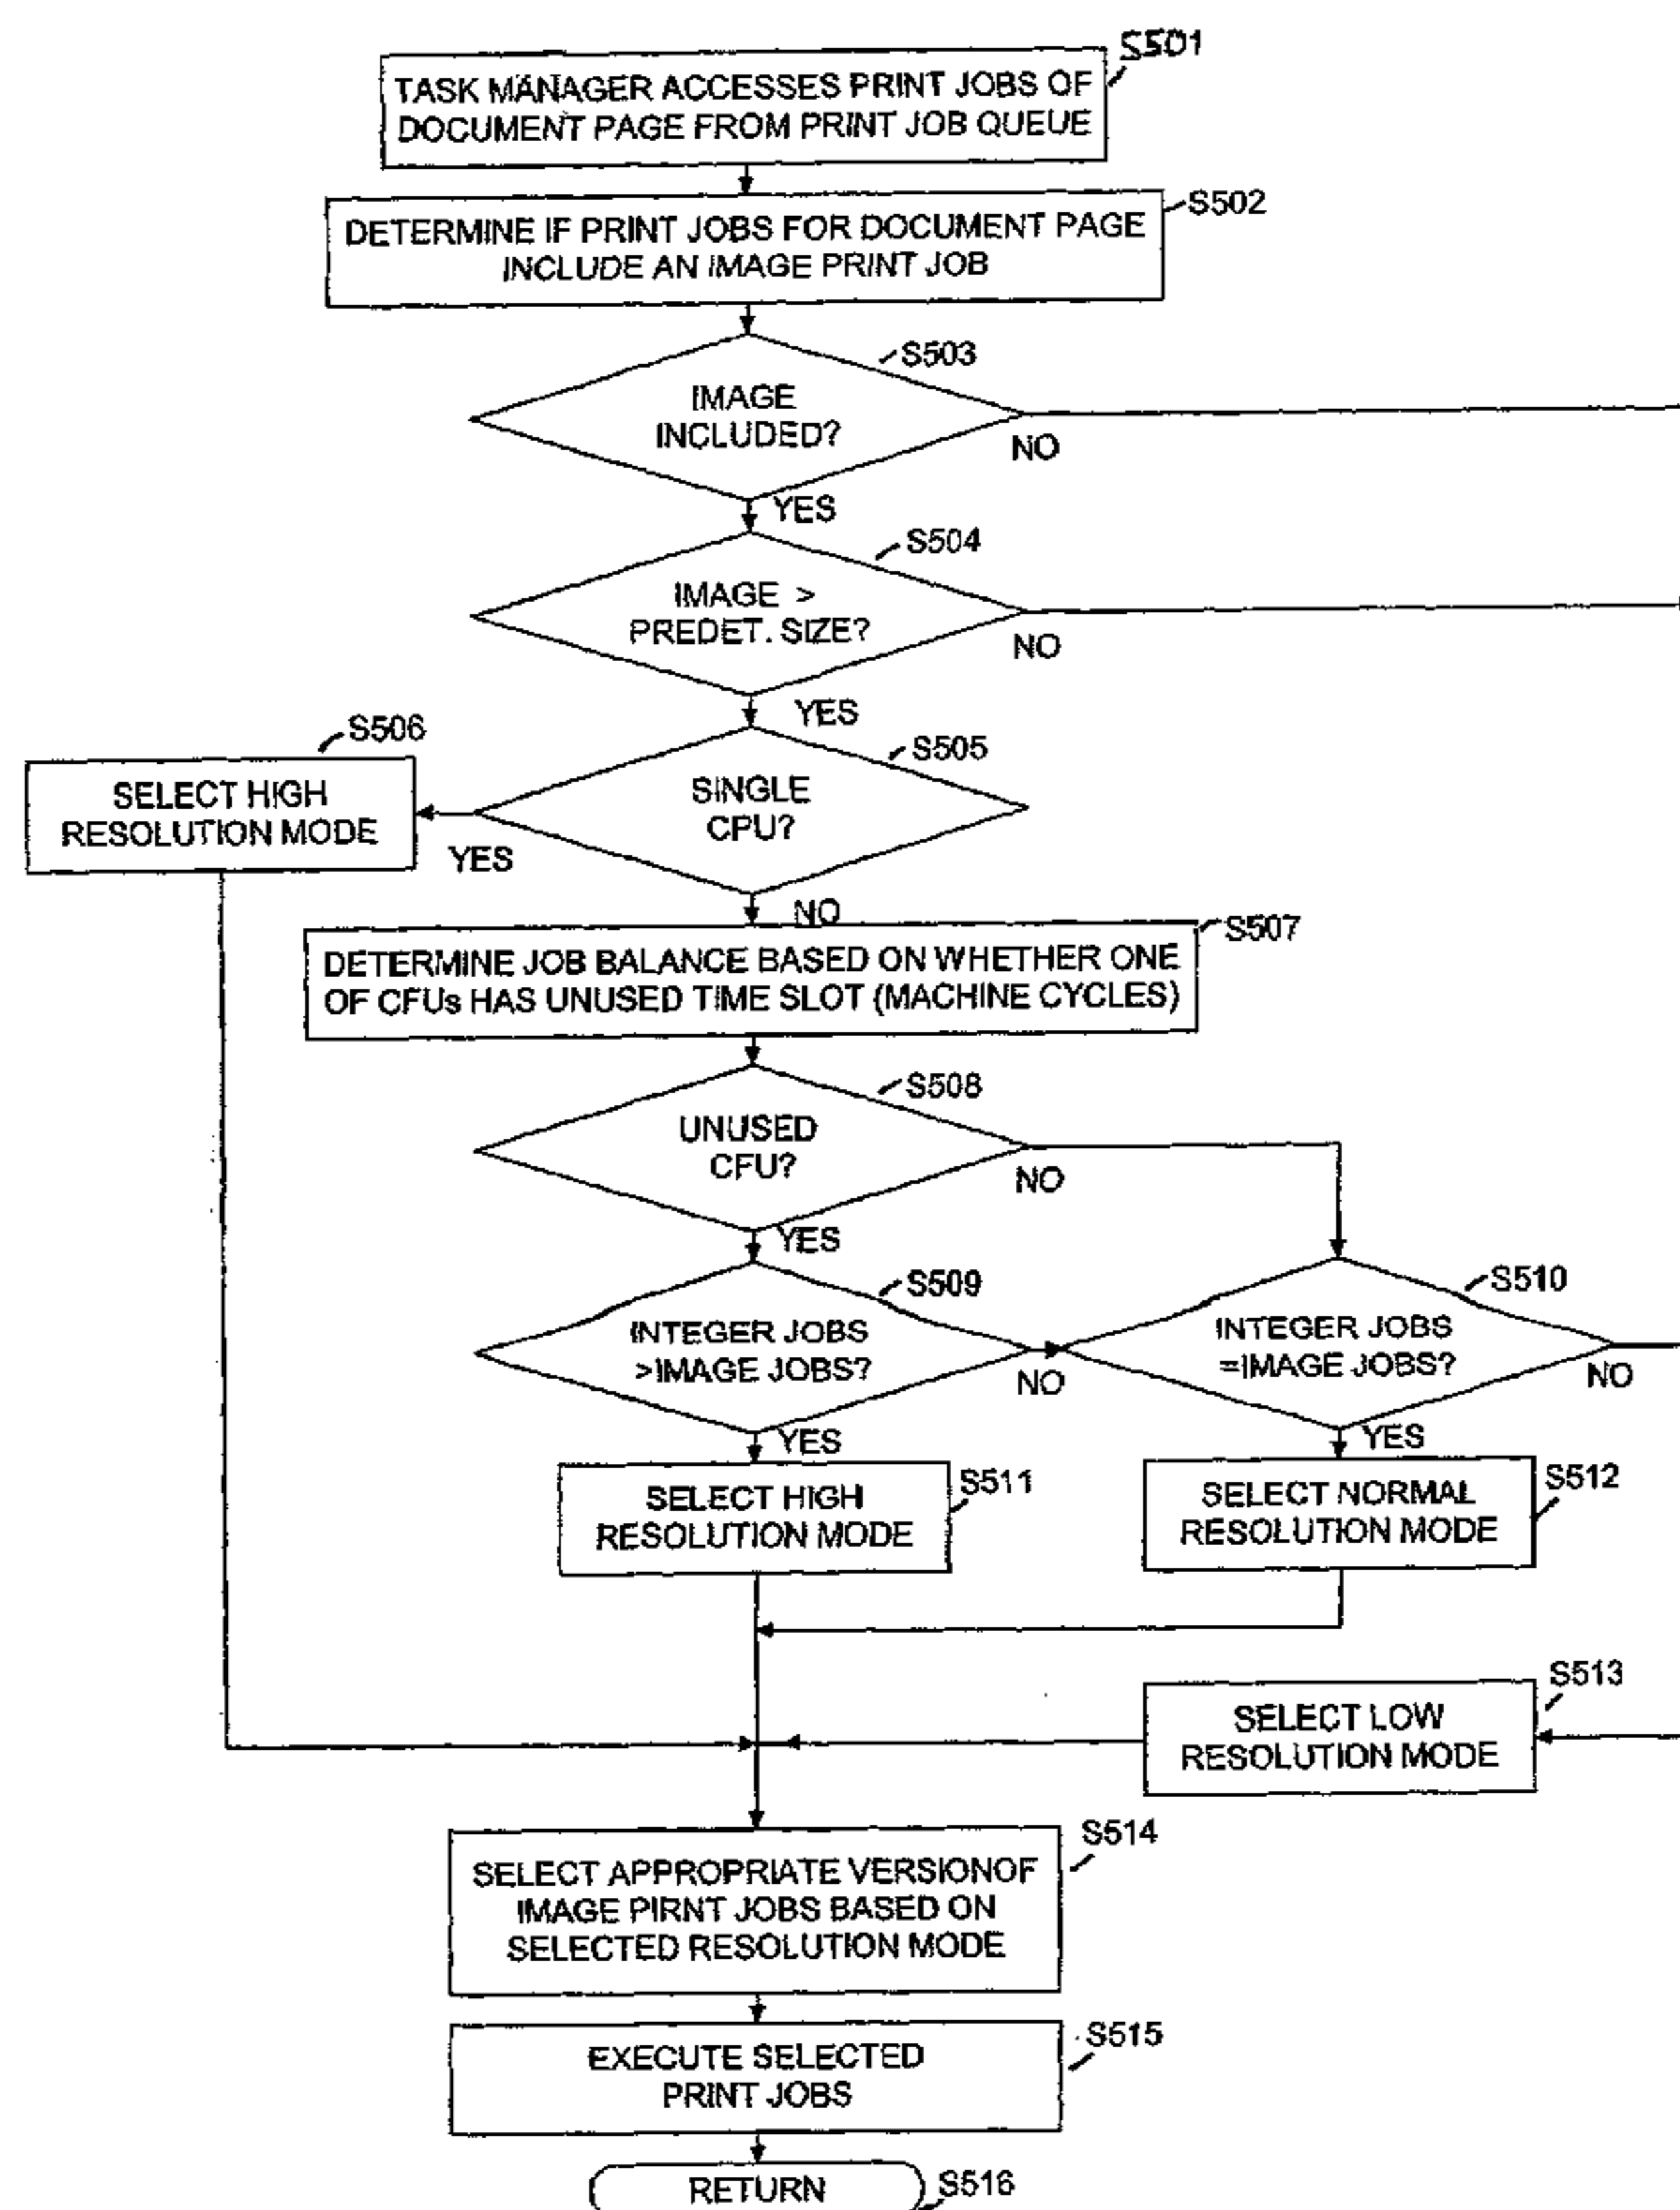 S501
TASK MANAGER ACCESSES PRINT JOBS OF
DOCUMENT PAGE FROM PRINT JOB QUEUE
S502
DETERMINE IF PRINT JOBS FOR DOCUMENT PAGE
INCLUDE AN IMAGE PRINT JOB
S503
IMAGE
INCLUDED?
NO
YES
S504
IMAGE >
PREDET. SIZE?
NO
YES
S506
SELECT HIGH
RESOLUTION MODE
S505
SINGLE
CPU?
YES
NO
S507
DETERMINE JOB BALANCE BASED ON WHETHER ONE
OF CFUs HAS UNUSED TIME SLOT (MACHINE CYCLES)
S508
UNUSED
CFU?
NO
YES
S509
INTEGER JOBS
>IMAGE JOBS?
NO
YES
S510
INTEGER JOBS
=IMAGE JOBS?
NO
YES
S511
SELECT HIGH
RESOLUTION MODE
S512
SELECT NORMAL
RESOLUTION MODE
S513
SELECT LOW
RESOLUTION MODE
S514
SELECT APPROPRIATE VERSIONOF
IMAGE PIRNT JOBS BASED ON
SELECTED RESOLUTION MODE
S515
EXECUTE SELECTED
PRINT JOBS
RETURN
S516